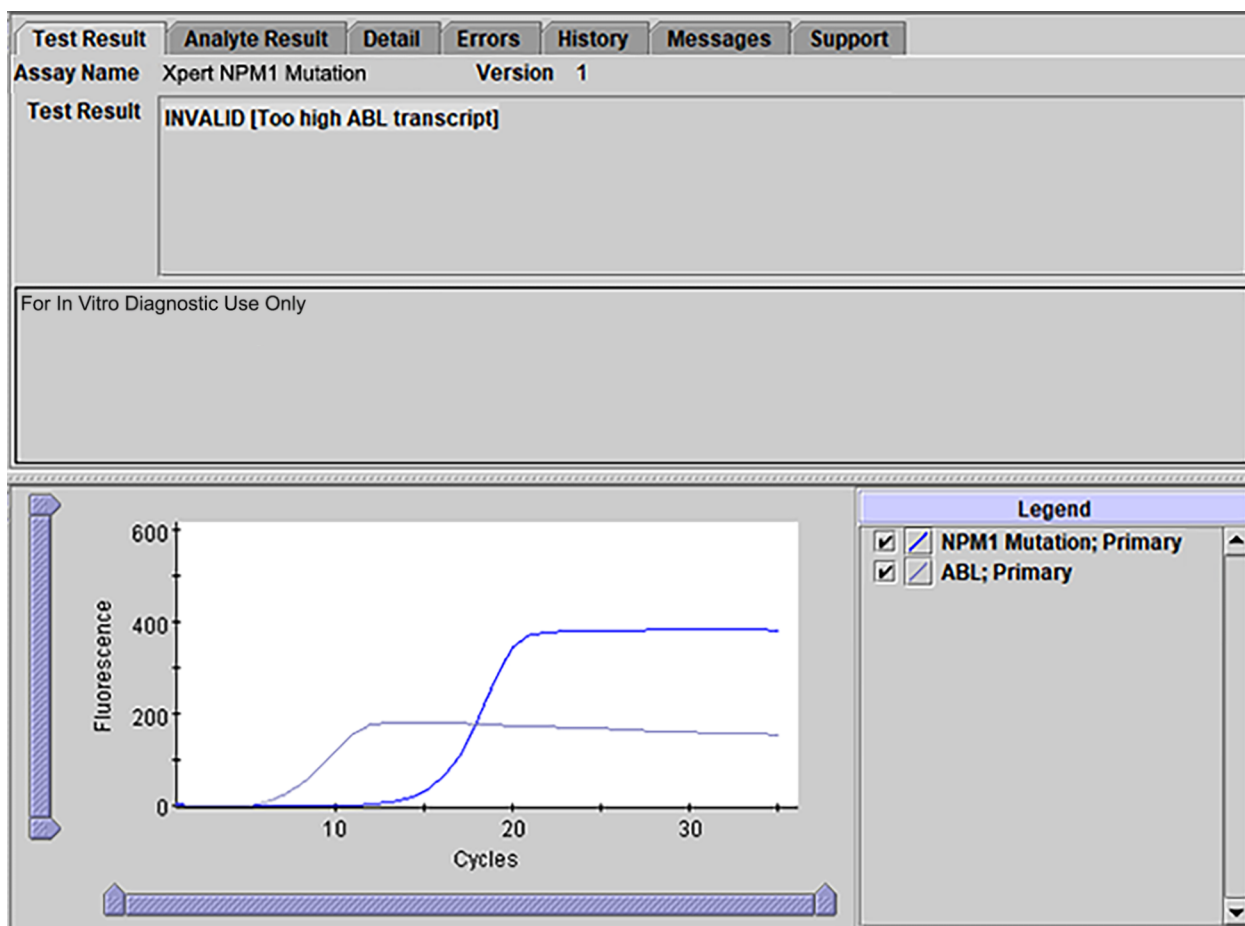 Test Result Analyte Result Detail Errors History Messages Support
Assay Name Xpert NPM1 Mutation Version 1
Test Result INVALID [Too high ABL transcript]
For In Vitro Diagnostic Use Only
Legend
NPM1 Mutation; Primary
ABL; Primary
600
400
200
0
Fluorescence
10 20 30
Cycles